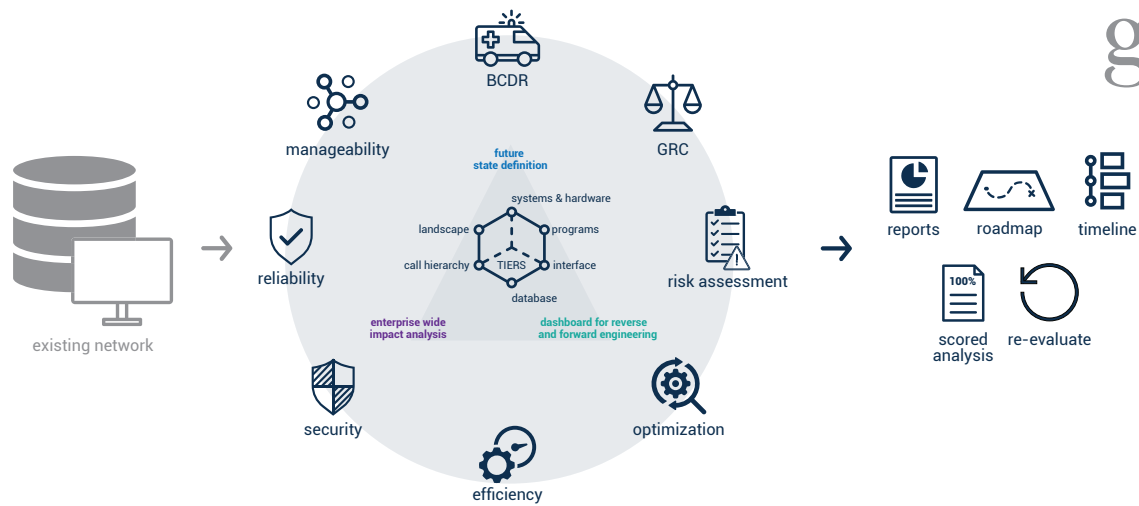 g
BCDR
manageability
GRC
future
state definition
systems & hardware
landscape
programs
call hierarchy
TIERS
interface
database
reliability
risk assessment
enterprise wide
impact analysis
dashboard for reverse
and forward engineering
existing network
security
optimization
efficiency
reports
roadmap
timeline
100%
scored
analysis
re-evaluate